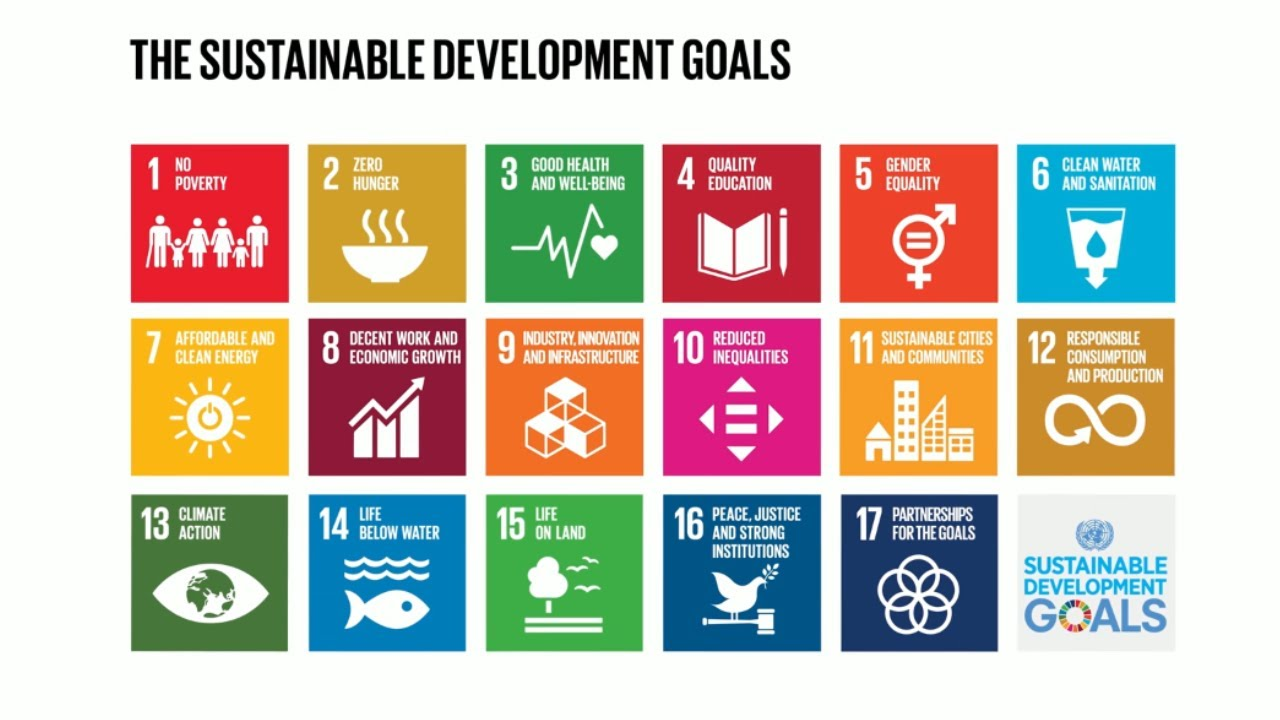 THE SUSTAINABLE DEVELOPMENT GOALS
1 NO
POVERTY
2 ZERO
HUNGER
3 GOOD HEALTH
AND WELL-BEING
4 QUALITY
EDUCATION
5 GENDER
EQUALITY
6 CLEAN WATER
AND SANITATION
7 AFFORDABLE AND
CLEAN ENERGY
8 DECENT WORK AND
ECONOMIC GROWTH
9 INDUSTRY, INNOVATION
AND INFRASTRUCTURE
10 REDUCED
INEQUALITIES
11 SUSTAINABLE CITIES
AND COMMUNITIES
12 RESPONSIBLE
CONSUMPTION
AND PRODUCTION
13 CLIMATE
ACTION
14 LIFE
BELOW WATER
15 LIFE
ON LAND
16 PEACE, JUSTICE
AND STRONG
INSTITUTIONS
17 PARTNERSHIPS
FOR THE GOALS
SUSTAINABLE
DEVELOPMENT
GOALS